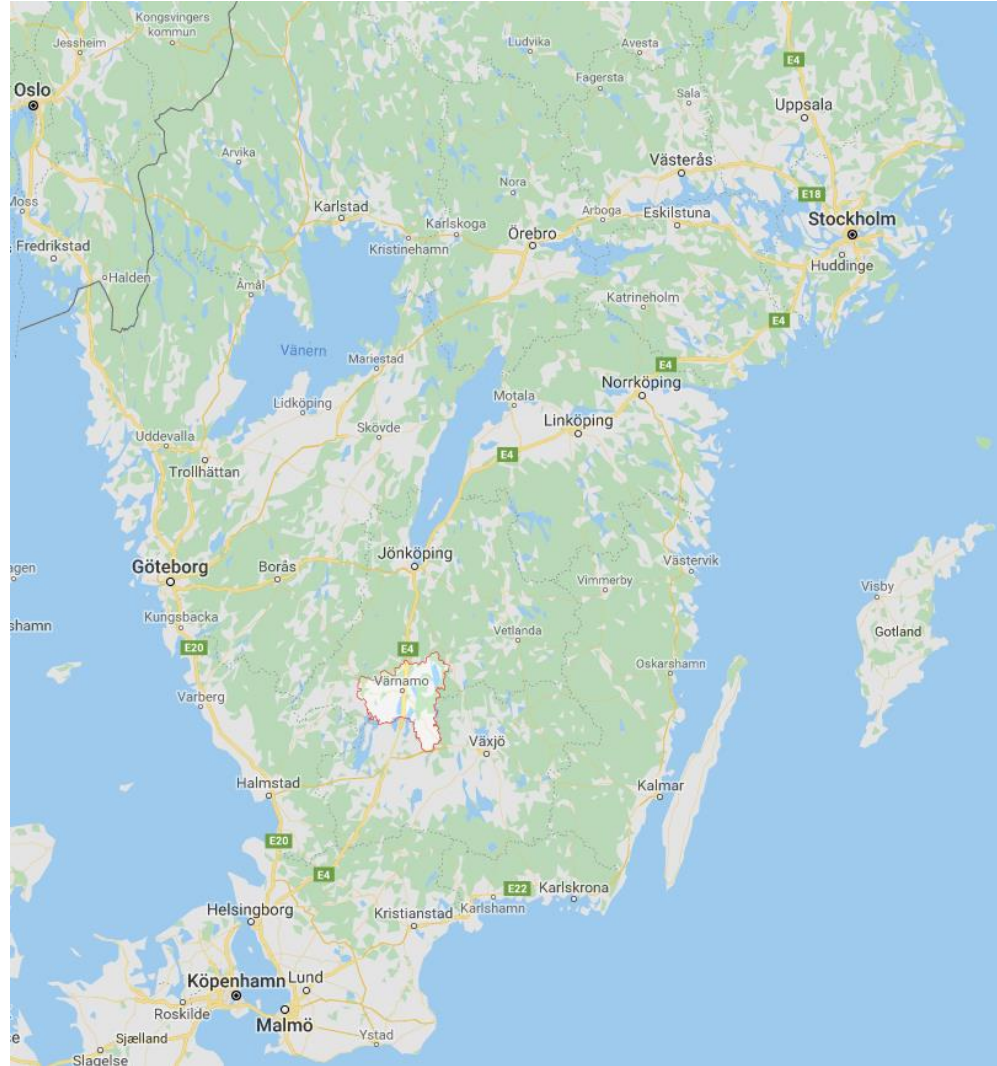 Kongsvingers
kommun
Jessheim
Ludvika
Avesta
E4
Oslo
Fagersta
Sala
Uppsala
Arvika
Västerås
Nora
E18
Moss
Karlstad
Karlskoga
Arboga
Eskilstuna
Stockholm
Fredrikstad
Kristinehamn
Örebro
Huddinge
Halden
Åmål
Katrineholm
E4
Vänern
Mariestad
E4
Norrköping
Lidköping
Motala
Skövde
Linköping
Uddevalla
E4
Trollhättan
Jönköping
Göteborg
Borås
Västervik
Vimmerby
Visby
Kungsbacka
shamn
Vetlanda
Gotland
E20
E4
Oskarshamn
Värnamo
Varberg
Växjö
Halmstad
Kalmar
E20
E4
E22
Karlskrona
Helsingborg
Kristianstad
Karlshamn
Köpenhamn
Lund
Roskilde
Malmö
Sjælland
Ystad
Slagelse